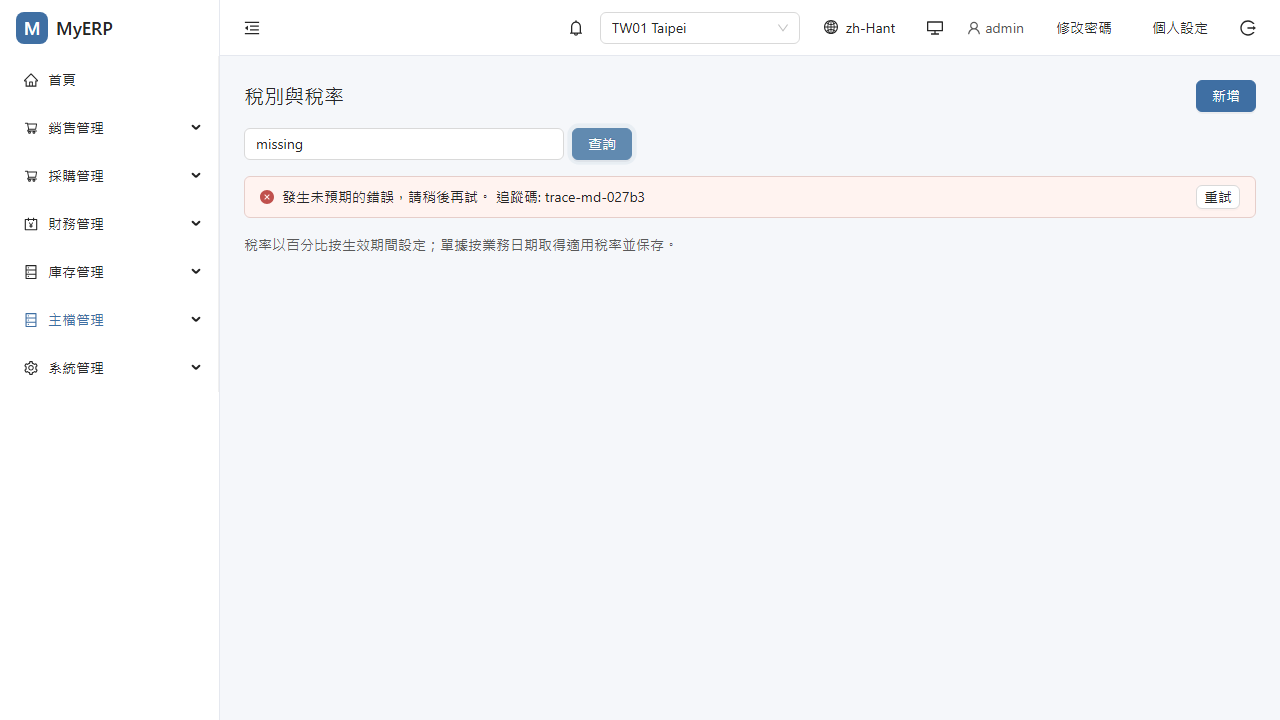 M MyERP
TW01 Taipei
zh-Hant
admin
修改密碼
個人設定
首頁
銷售管理
採購管理
財務管理
庫存管理
主檔管理
系統管理
稅別與稅率
新增
missing
查詢
發生未預期的錯誤，請稍後再試。 追蹤碼: trace-md-027b3
重試
稅率以百分比按生效期間設定；單據按業務日期取得適用稅率並保存。